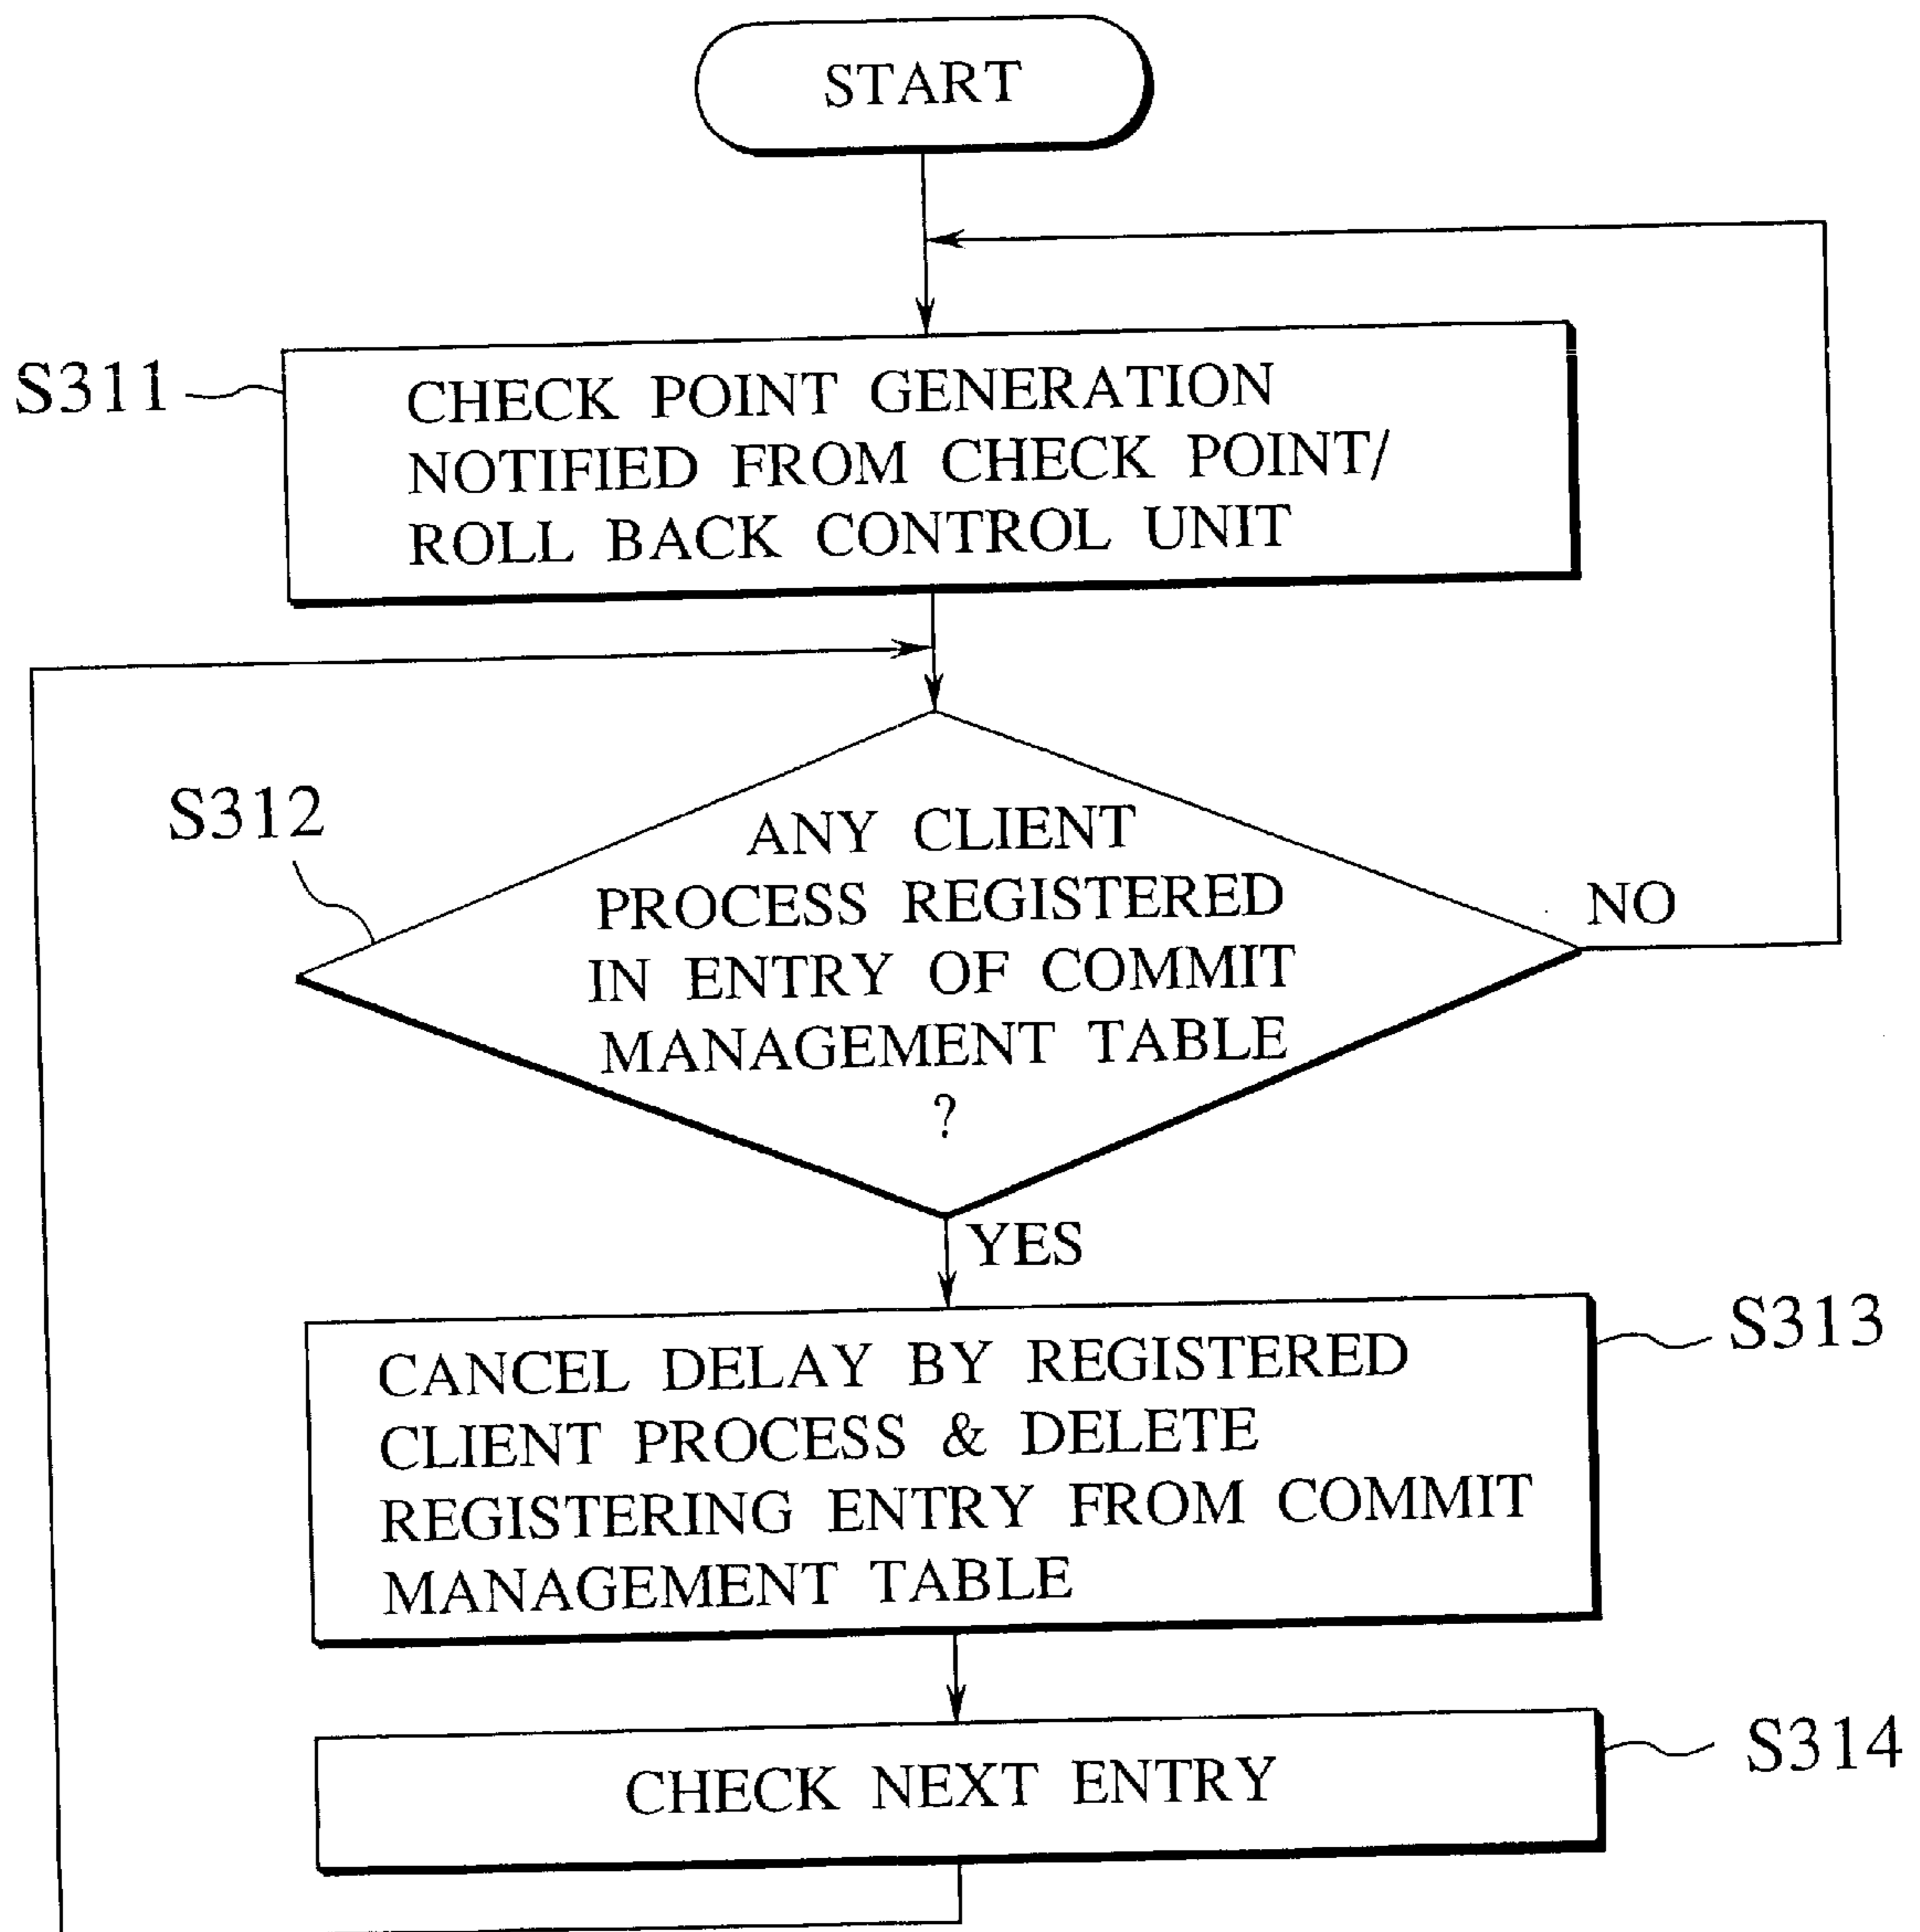 START
S311
CHECK POINT GENERATION
NOTIFIED FROM CHECK POINT/
ROLL BACK CONTROL UNIT
S312
ANY CLIENT
PROCESS REGISTERED
IN ENTRY OF COMMIT
MANAGEMENT TABLE
?
NO
YES
S313
CANCEL DELAY BY REGISTERED
CLIENT PROCESS & DELETE
REGISTERING ENTRY FROM COMMIT
MANAGEMENT TABLE
S314
CHECK NEXT ENTRY